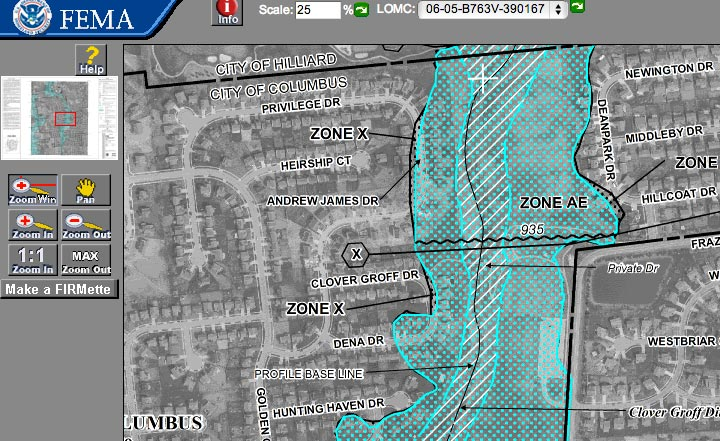 FEMA
Info
Scale: 25 %
LOMC: 06-05-B763V-390167
Help
Zoom Win
Pan
Zoom In
Zoom Out
1:1
Zoom In
MAX
Zoom Out
Make a FIRMette
CITY OF HILLIARD
CITY OF COLUMBUS
PRIVILEGE DR
NEWINGTON DR
DEANPARK DR
ZONE X
MIDDLEBY DR
HEIRSHIP CT
ZONE
HILLCOAT DR
ANDREW JAMES DR
ZONE AE
935
FRAZ
X
Private Dr
CLOVER GROFF DR
ZONE X
DENA DR
WESTBRIAR
PROFILE BASE LINE
GOLDEN
HUNTING HAVEN DR
Clover Groff Di
LUMBUS